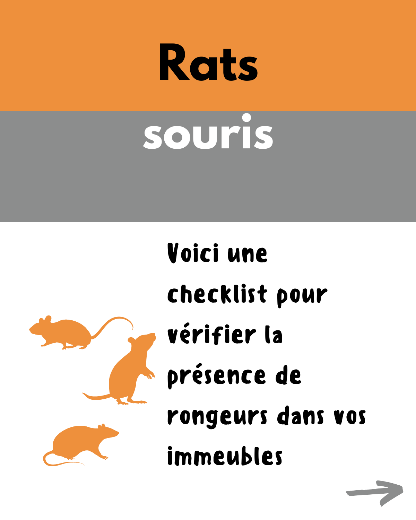 Rats
souris
Voici une
checklist pour
vérifier la
présence de
rongeurs dans vos
immeubles